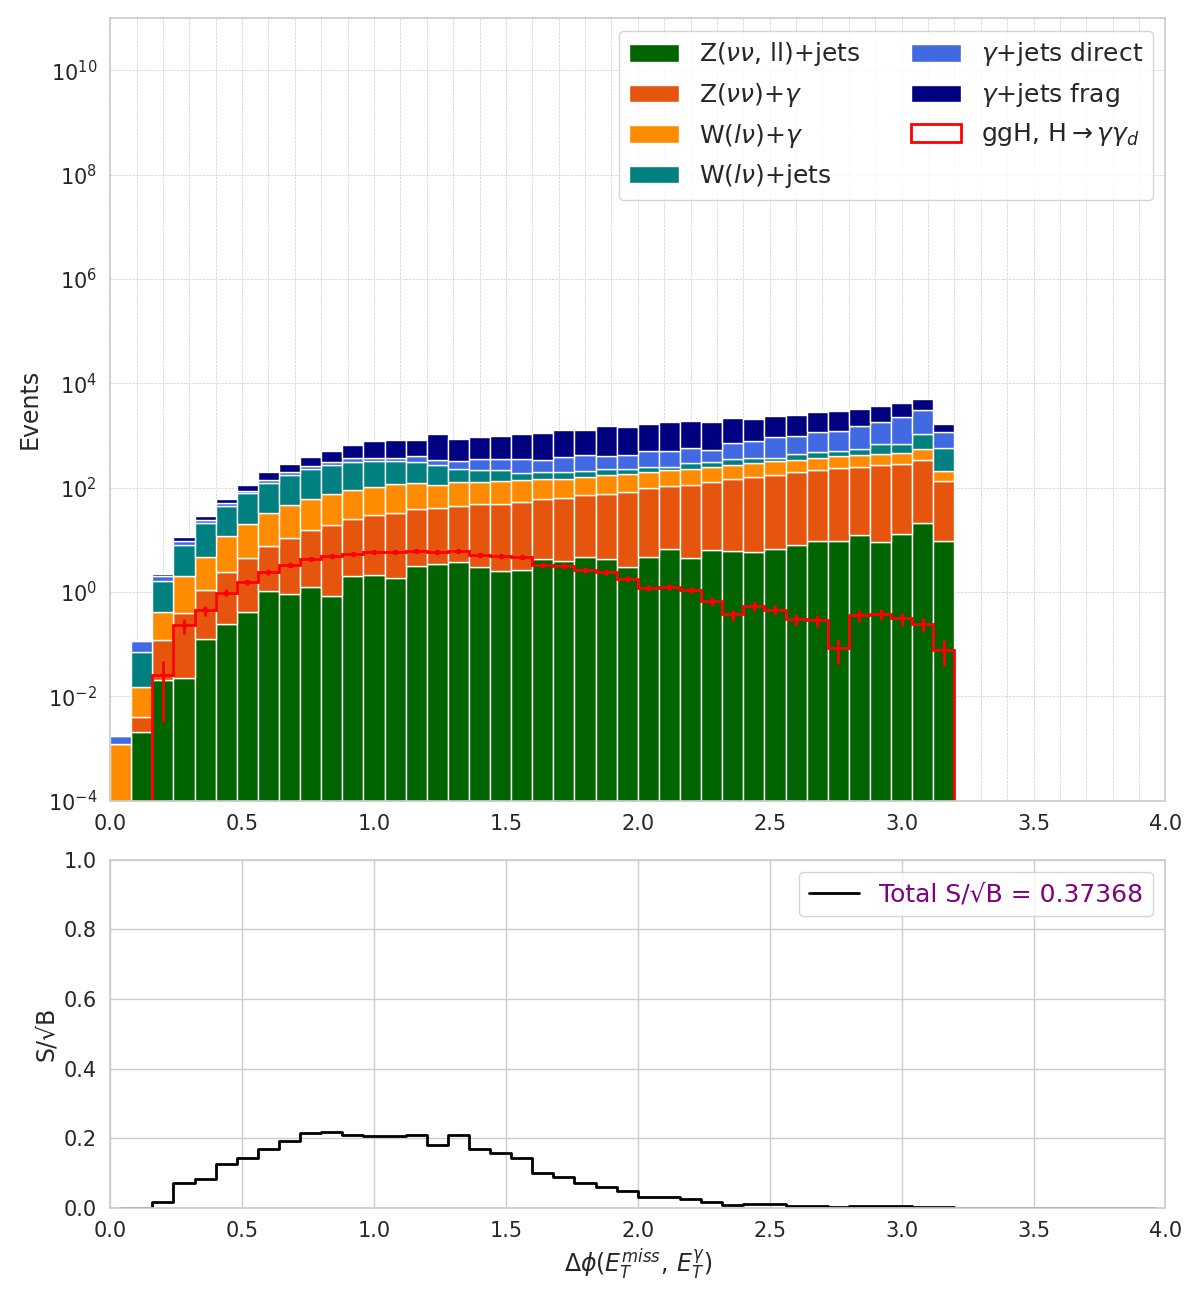 Z(νν, ll)+jets
Z(νν)+γ
W(lν)+γ
W(lν)+jets
γ+jets direct
γ+jets frag
ggH, H→γγ_d
Events
10^10
10^8
10^6
10^4
10^2
10^0
10^−2
10^−4
0.0 0.5 1.0 1.5 2.0 2.5 3.0 3.5 4.0
Total S/√B = 0.37368
S/√B
1.0
0.8
0.6
0.4
0.2
0.0
0.0 0.5 1.0 1.5 2.0 2.5 3.0 3.5 4.0
Δϕ(E_T^miss, E_T^γ)